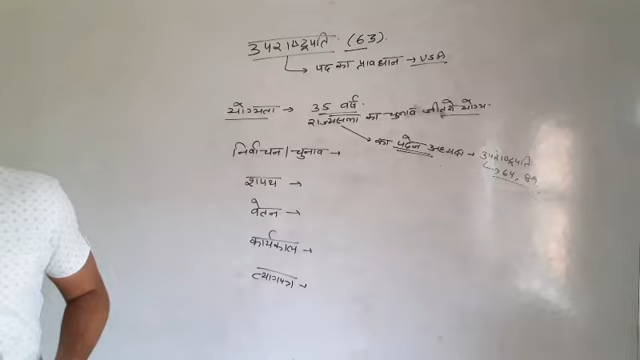 उपराष्ट्रपति (63)
→ पद का प्रावधान → USA
योग्यता → 35 वर्ष.
राज्यसभा का चुनाव जीतने योग्य.
का पदेन अध्यक्ष → उपराष्ट्रपति
→ 64, 89
निर्वाचन/चुनाव →
शपथ →
वेतन →
कार्यकाल →
त्यागपत्र →